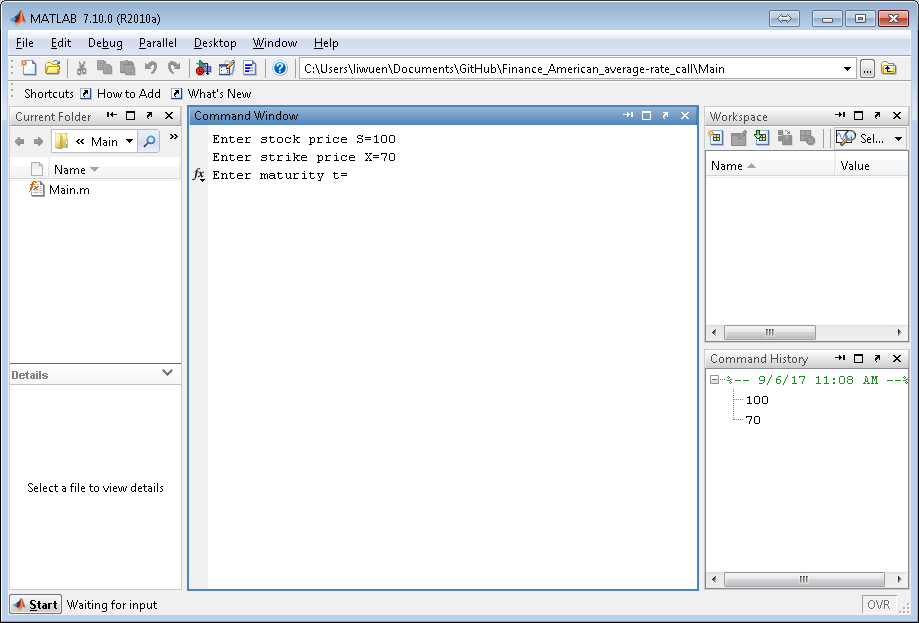 MATLAB 7.10.0 (R2010a)
File Edit Debug Parallel Desktop Window Help
C:\Users\liwuen\Documents\GitHub\Finance_American_average-rate_call\Main
...
Shortcuts How to Add What's New
Current Folder
« Main
»
Name
Main.m
Details
Select a file to view details
Command Window
Enter stock price S=100
Enter strike price X=70
fx Enter maturity t=
Workspace
Sel...
Name Value
Command History
%-- 9/6/17 11:08 AM --%
100
70
Start Waiting for input
OVR